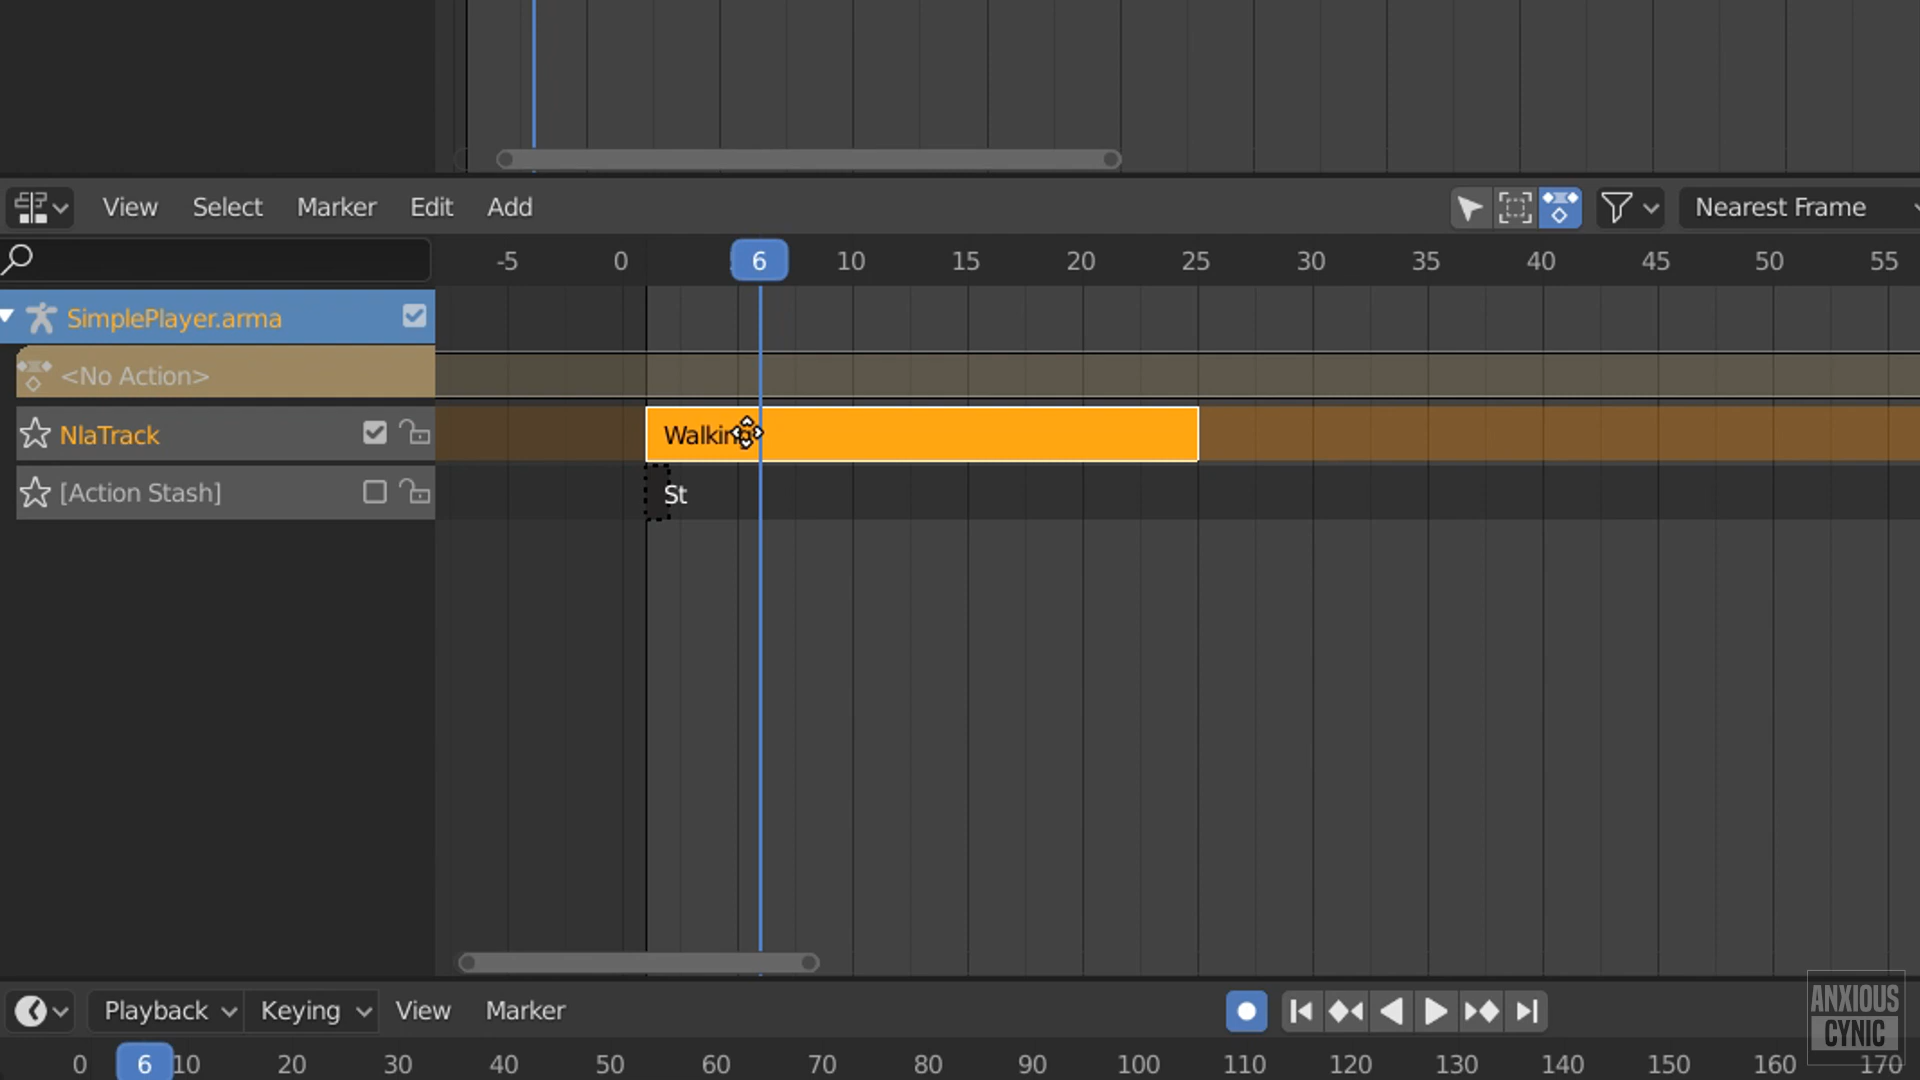 View Select Marker Edit Add Nearest Frame
-5 0 6 10 15 20 25 30 35 40 45 50 55
SimplePlayer.arma
<No Action>
NlaTrack Walking
[Action Stash] St
Playback Keying View Marker
ANXIOUS
CYNIC
0 6 10 20 30 40 50 60 70 80 90 100 110 120 130 140 150 160 170